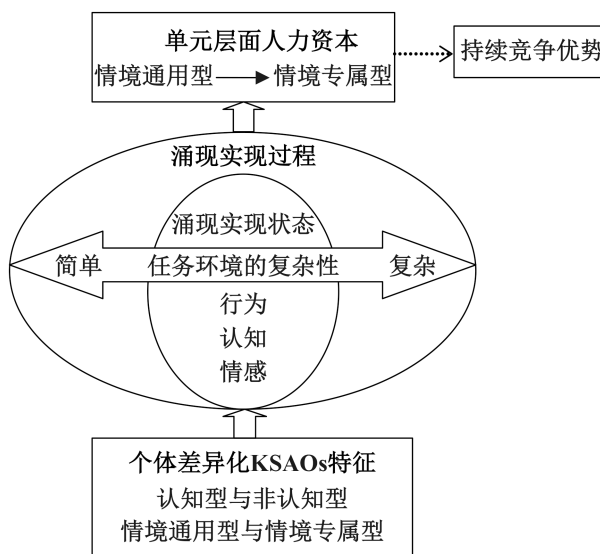 单元层面人力资本
情境通用型 情境专属型
持续竞争优势
涌现实现过程
涌现实现状态
简单 任务环境的复杂性 复杂
行为
认知
情感
个体差异化KSAOs特征
认知型与非认知型
情境通用型与情境专属型